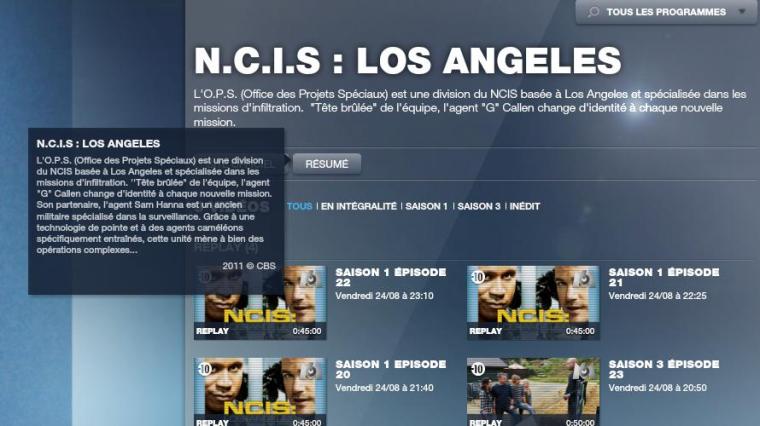 TOUS LES PROGRAMMES
N.C.I.S : LOS ANGELES
L'O.P.S. (Office des Projets Spéciaux) est une division du NCIS basée à Los Angeles et spécialisée dans les
missions d'infiltration. "Tête brûlée" de l'équipe, l'agent "G" Callen change d'identité à chaque nouvelle
mission.
N.C.I.S : LOS ANGELES
L'O.P.S. (Office des Projets Spéciaux) est une division
du NCIS basée à Los Angeles et spécialisée dans les
missions d'infiltration. "Tête brûlée" de l'équipe, l'agent
"G" Callen change d'identité à chaque nouvelle mission.
Son partenaire, l'agent Sam Hanna est un ancien
militaire spécialisé dans la surveillance. Grâce à une
technologie de pointe et à des agents caméléons
spécifiquement entraînés, cette unité mène à bien des
opérations complexes...
2011 © CBS
RÉSUMÉ
TOUS I EN INTÉGRALITÉ I SAISON 1 I SAISON 3 I INÉDIT
REPLAY (4)
-10
NCIS:
REPLAY 0:45:00
SAISON 1 ÉPISODE
22
Vendredi 24/08 à 23:10
-10
NCIS:
REPLAY 0:45:00
SAISON 1 ÉPISODE
21
Vendredi 24/08 à 22:25
-10
NCIS:
REPLAY 0:45:00
SAISON 1 EPISODE
20
Vendredi 24/08 à 21:40
-10
REPLAY 0:50:00
SAISON 3 ÉPISODE
23
Vendredi 24/08 à 20:50